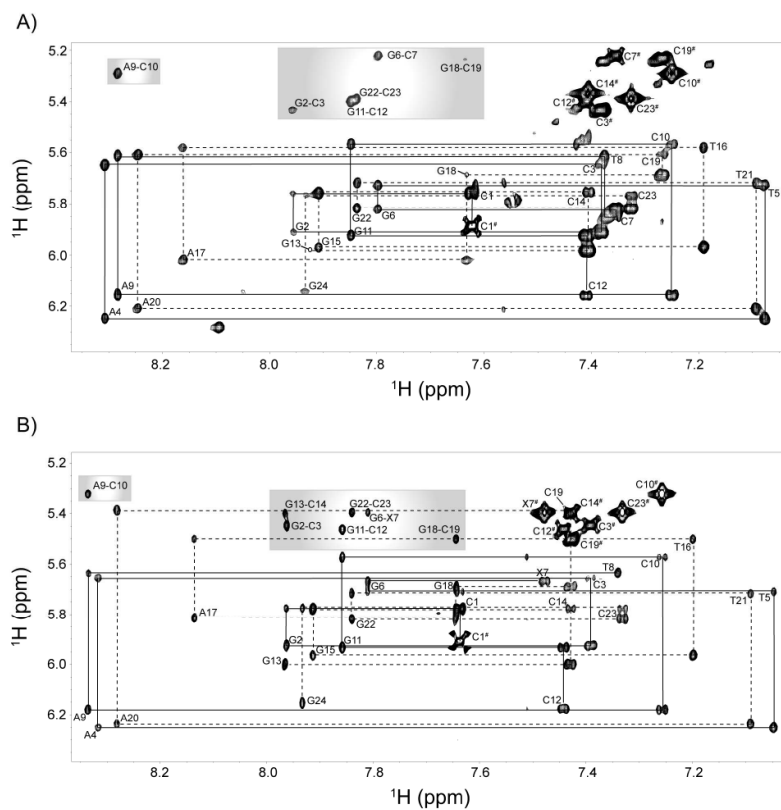 A)
5.2
5.4
5.6
5.8
6.0
6.2
¹H (ppm)
A9-C10
G6-C7
G18-C19
G2-C3
G22-C23
G11-C12
C7#
C19#
C14#
C10#
C12#
C23#
C3#
C10
T16
C3
T8
C19
G18
T21
T5
C1
C14
C23
G22
G6
C7
G2
C1#
G13
G15
G11
A17
A9
G24
C12
A20
A4
8.2
8.0
7.8
7.6
7.4
7.2
¹H (ppm)
B)
5.2
5.4
5.6
5.8
6.0
6.2
¹H (ppm)
A9-C10
G13-C14
G22-C23
G2-C3
G6-X7
G11-C12
G18-C19
X7#
C19
C14#
C23#
C10#
C12#
C3#
C19#
T16
C10
T8
X7
C3
G6
G18
T21
T5
A17
C1
C14
G22
C23
G2
G11
C1#
G13
G15
A9
G24
C12
A20
A4
8.2
8.0
7.8
7.6
7.4
7.2
¹H (ppm)